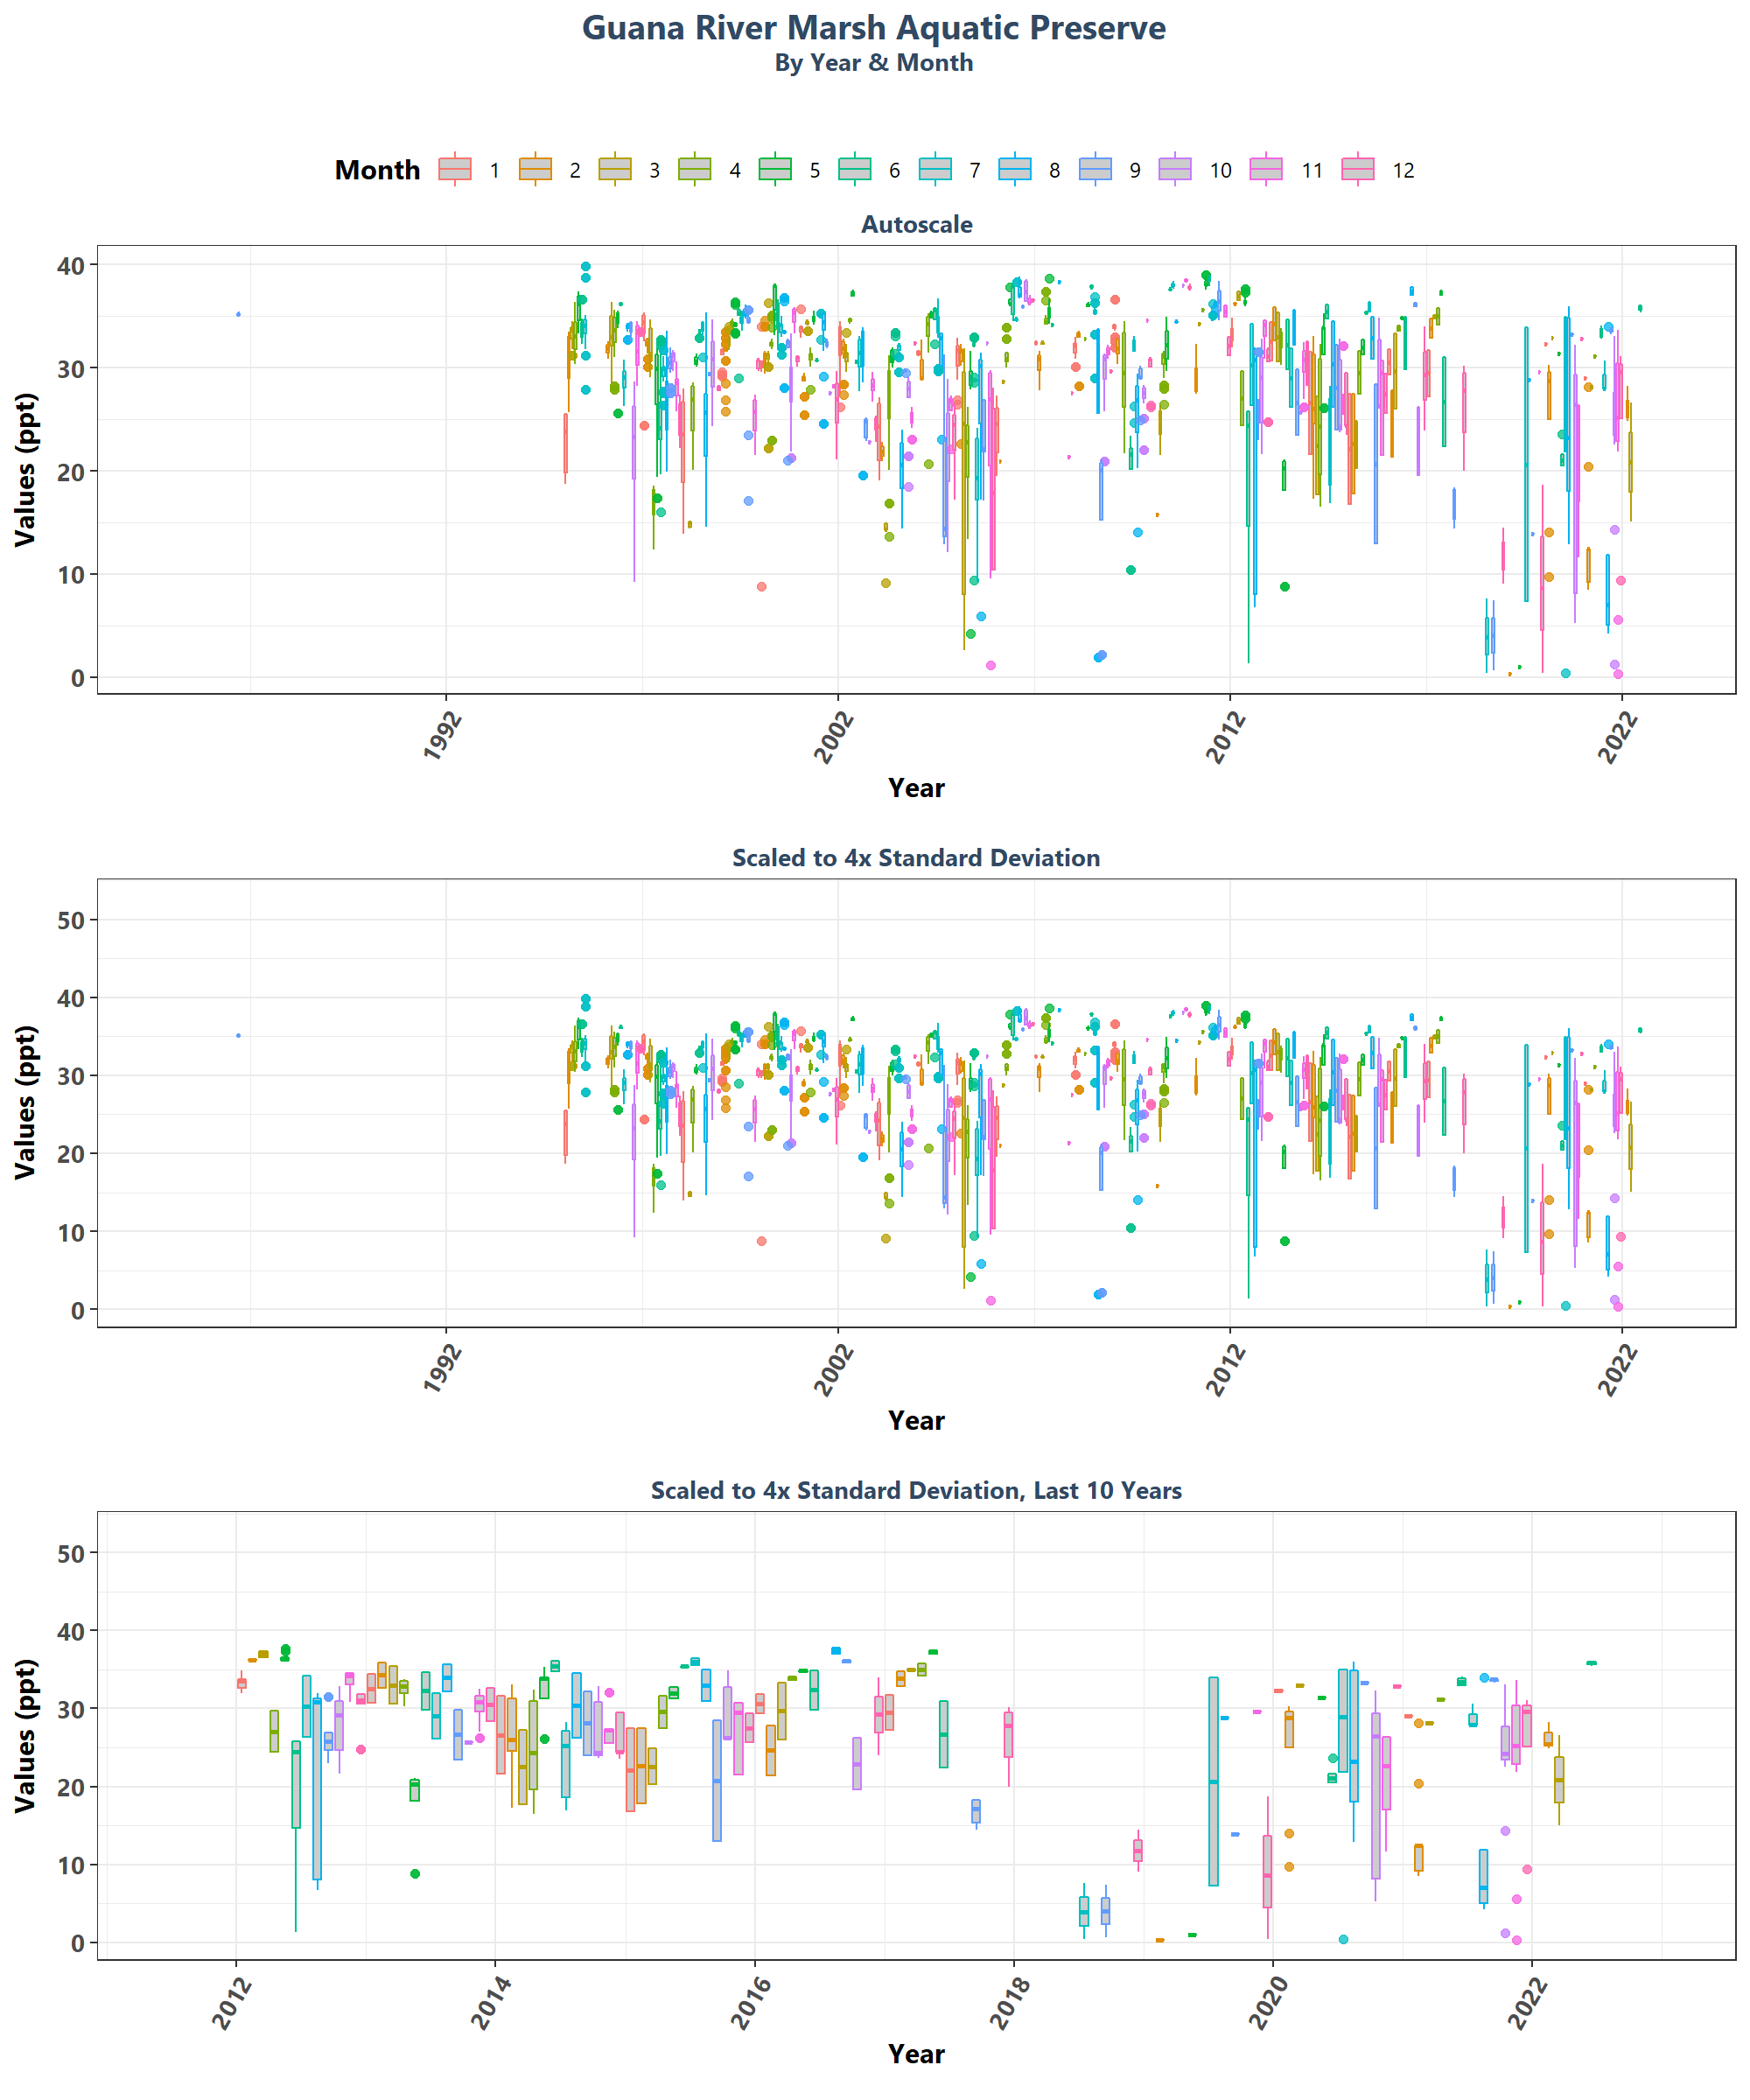 Guana River Marsh Aquatic Preserve
By Year & Month
Month 1 2 3 4 5 6 7 8 9 10 11 12
Autoscale
Values (ppt)
40
30
20
10
0
1992 2002 2012 2022
Year
Scaled to 4x Standard Deviation
Values (ppt)
50
40
30
20
10
0
1992 2002 2012 2022
Year
Scaled to 4x Standard Deviation, Last 10 Years
Values (ppt)
50
40
30
20
10
0
2012 2014 2016 2018 2020 2022
Year